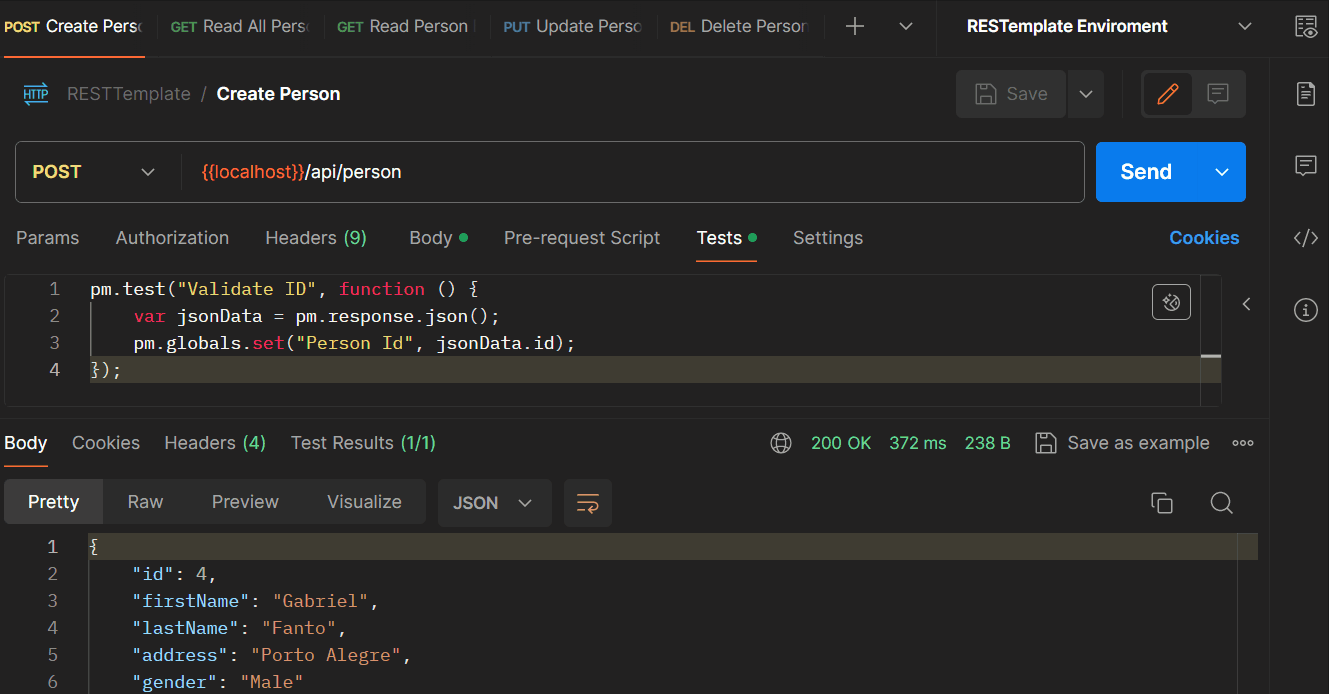 POST Create Perso GET Read All Perso GET Read Person PUT Update Perso DEL Delete Person RESTemplate Enviroment
HTTP RESTTemplate / Create Person Save
POST {{localhost}}/api/person Send
Params Authorization Headers (9) Body Pre-request Script Tests Settings Cookies
1 pm.test("Validate ID", function () {
2 var jsonData = pm.response.json();
3 pm.globals.set("Person Id", jsonData.id);
4 });
Body Cookies Headers (4) Test Results (1/1) 200 OK 372 ms 238 B Save as example
Pretty Raw Preview Visualize JSON
1 {
2 "id": 4,
3 "firstName": "Gabriel",
4 "lastName": "Fanto",
5 "address": "Porto Alegre",
6 "gender": "Male"